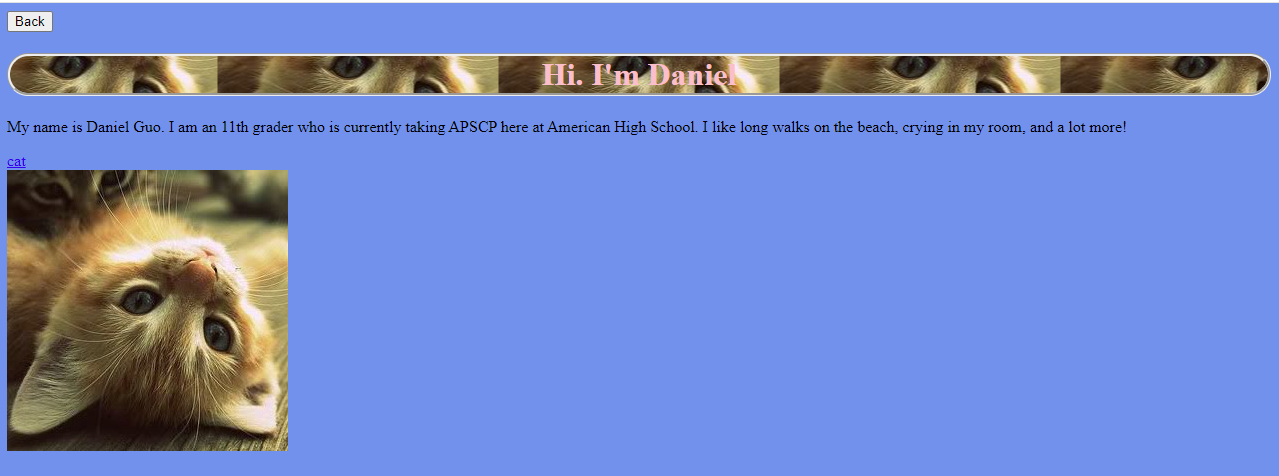 Back
Hi. I'm Daniel
My name is Daniel Guo. I am an 11th grader who is currently taking APSCP here at American High School. I like long walks on the beach, crying in my room, and a lot more!
cat